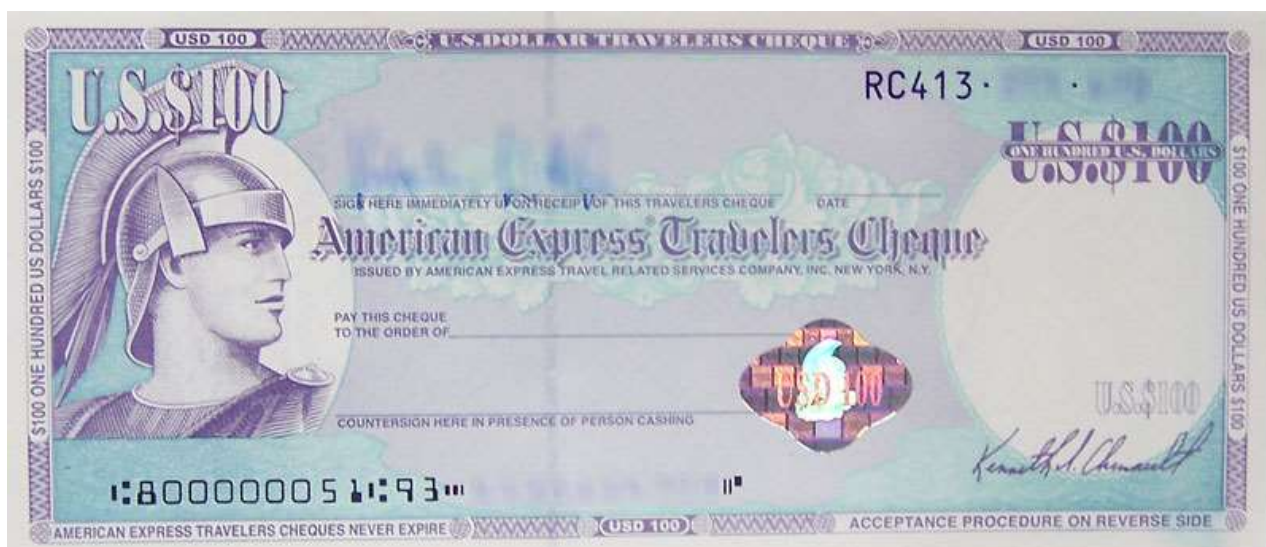 USD 100 U.S. DOLLAR TRAVELERS CHEQUE USD 100
U.S.$100
RC413·
U.S.$100
ONE HUNDRED U.S. DOLLARS
$100 ONE HUNDRED US DOLLARS $100
$100 ONE HUNDRED US DOLLARS $100
SIGN HERE IMMEDIATELY UPON RECEIPT OF THIS TRAVELERS CHEQUE DATE
American Express Travelers Cheque
ISSUED BY AMERICAN EXPRESS TRAVEL RELATED SERVICES COMPANY, INC. NEW YORK, N.Y.
PAY THIS CHEQUE
TO THE ORDER OF
USD 100
U.S.$100
COUNTERSIGN HERE IN PRESENCE OF PERSON CASHING
Kenneth I. Chenault
⑆800000051⑆93⑉ ⑈
AMERICAN EXPRESS TRAVELERS CHEQUES NEVER EXPIRE USD 100 ACCEPTANCE PROCEDURE ON REVERSE SIDE